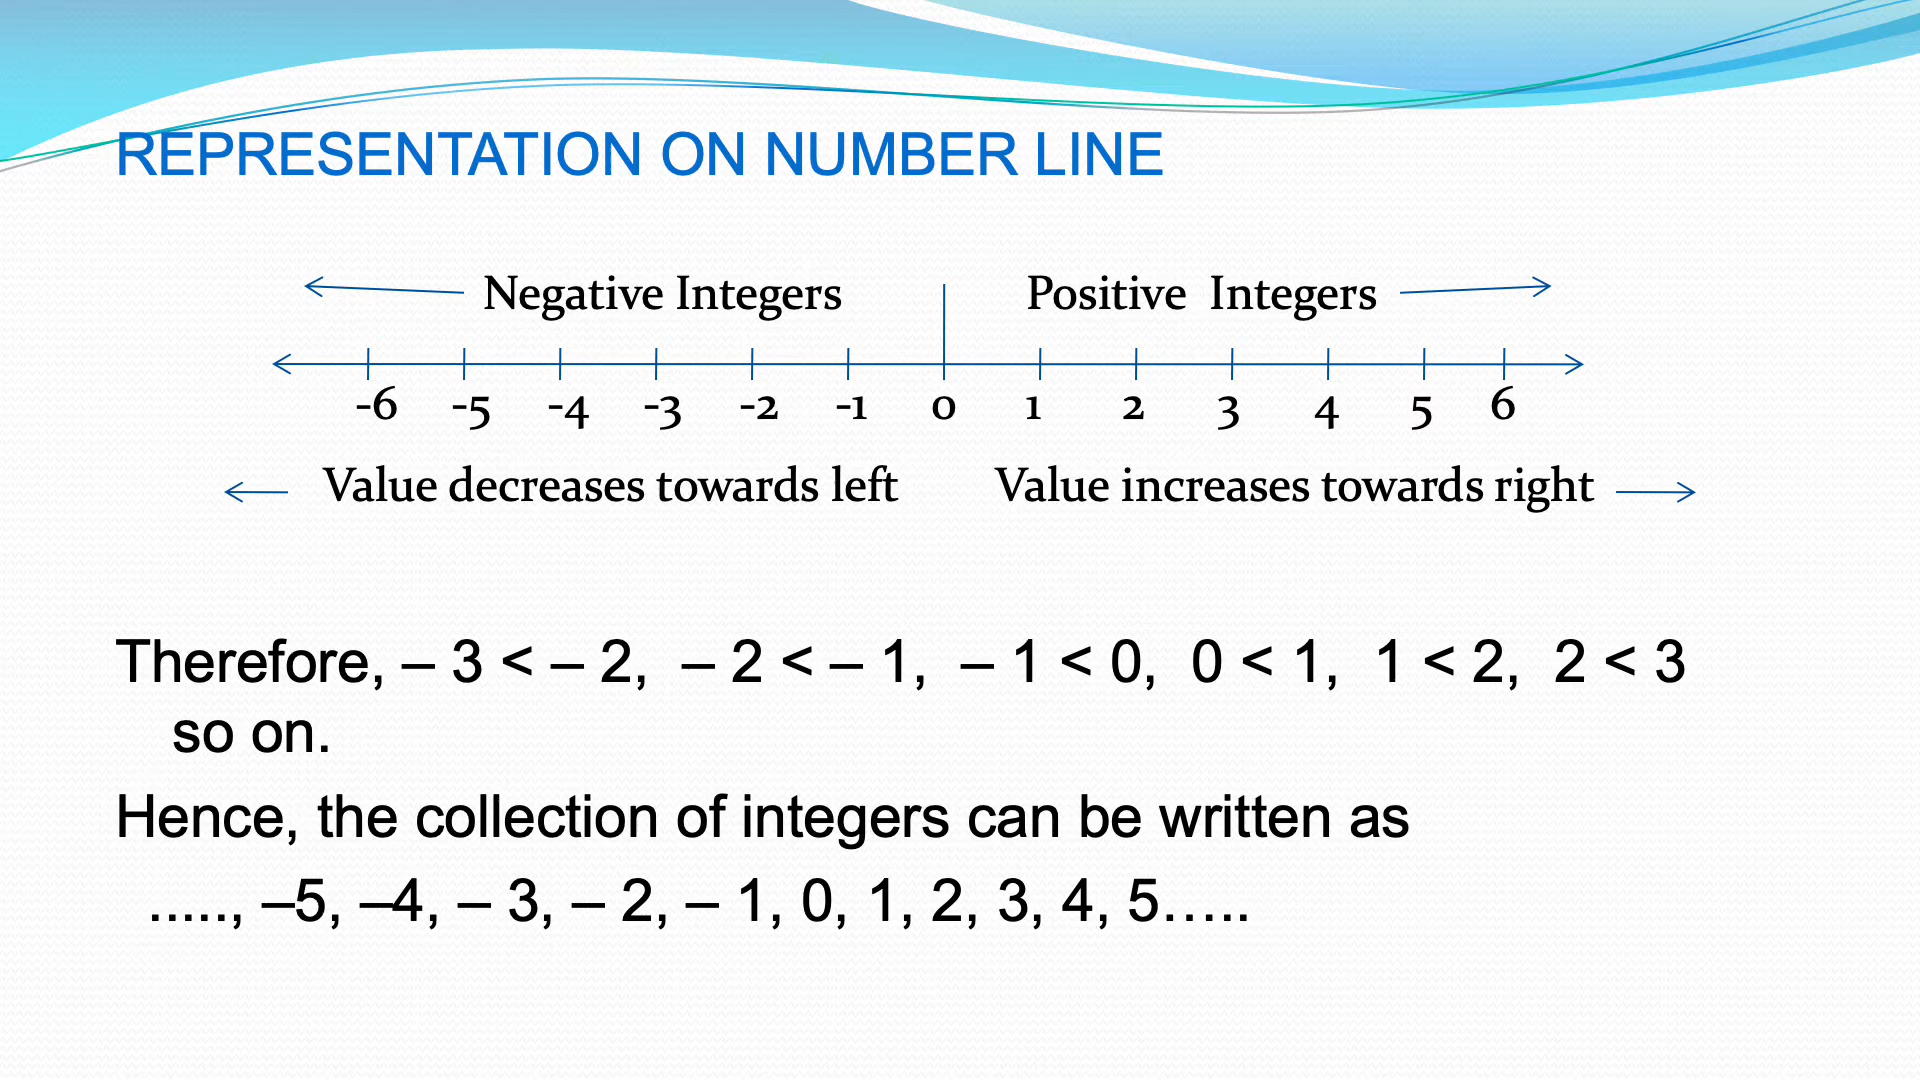 REPRESENTATION ON NUMBER LINE
Negative Integers Positive Integers
-6 -5 -4 -3 -2 -1 0 1 2 3 4 5 6
Value decreases towards left Value increases towards right
Therefore, – 3 < – 2, – 2 < – 1, – 1 < 0, 0 < 1, 1 < 2, 2 < 3
so on.
Hence, the collection of integers can be written as
....., –5, –4, – 3, – 2, – 1, 0, 1, 2, 3, 4, 5…..